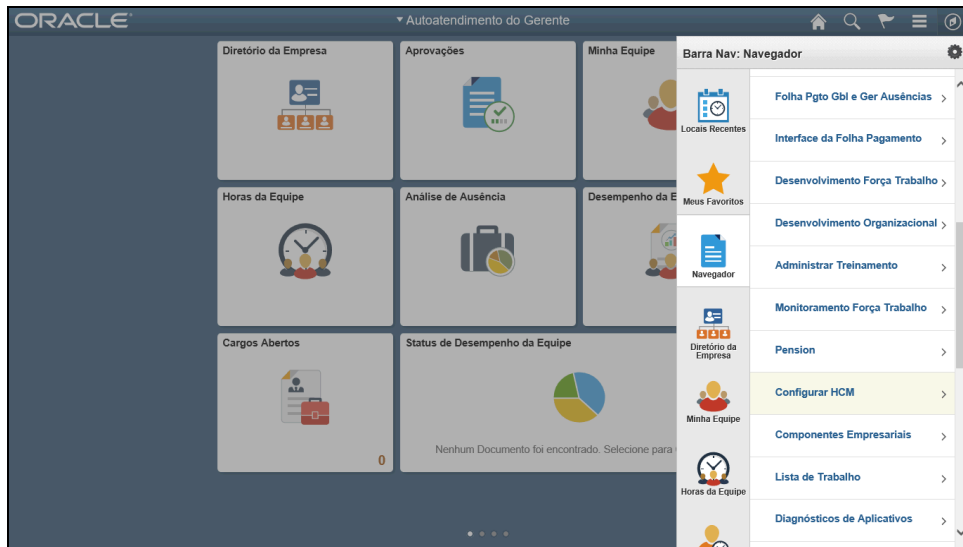 ORACLE
Autoatendimento do Gerente
Diretório da Empresa
Aprovações
Minha Equipe
Horas da Equipe
Análise de Ausência
Desempenho da E
Cargos Abertos
0
Status de Desempenho da Equipe
Nenhum Documento foi encontrado. Selecione para
Barra Nav: Navegador
Locais Recentes
Meus Favoritos
Navegador
Diretório da
Empresa
Minha Equipe
Horas da Equipe
Folha Pgto Gbl e Ger Ausências
Interface da Folha Pagamento
Desenvolvimento Força Trabalho
Desenvolvimento Organizacional
Administrar Treinamento
Monitoramento Força Trabalho
Pension
Configurar HCM
Componentes Empresariais
Lista de Trabalho
Diagnósticos de Aplicativos